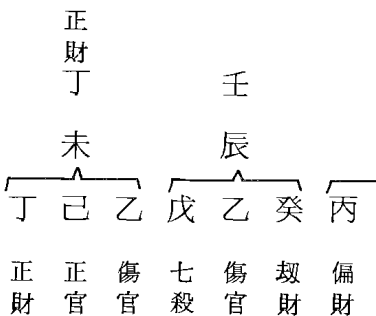 正財
丁 壬
未 辰
丁 己 乙 戊 乙 癸 丙
正財 正官 傷官 七殺 傷官 劫財 偏財